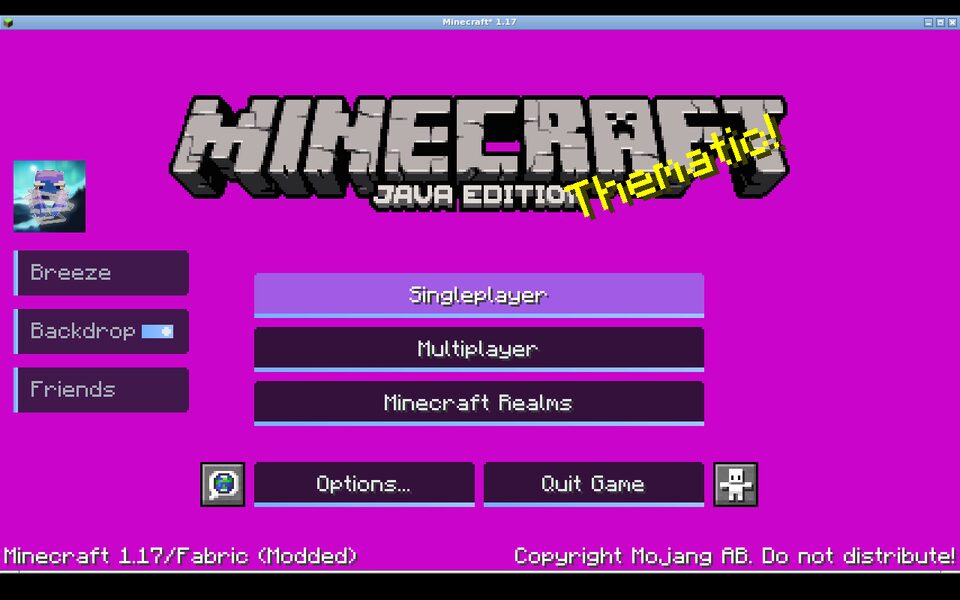 Minecraft* 1.17
MINECRAFT
JAVA EDITION
Thematic!
Breeze
Backdrop
Friends
Singleplayer
Multiplayer
Minecraft Realms
Options...
Quit Game
Minecraft 1.17/Fabric (Modded)
Copyright Mojang AB. Do not distribute!